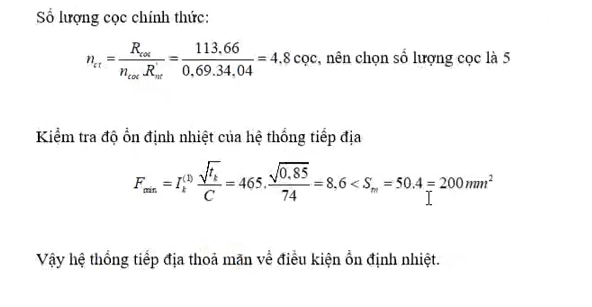 Số lượng cọc chính thức:
n_ct = R_coc / (n_coc . R'_nt) = 113,66 / (0,69.34,04) = 4,8 cọc, nên chọn số lượng cọc là 5
Kiểm tra độ ổn định nhiệt của hệ thống tiếp địa
F_min = I_k^(1) √t_k / C = 465. √0,85 / 74 = 8,6 < S_tn = 50.4 = 200mm²
Vậy hệ thống tiếp địa thoả mãn về điều kiện ổn định nhiệt.